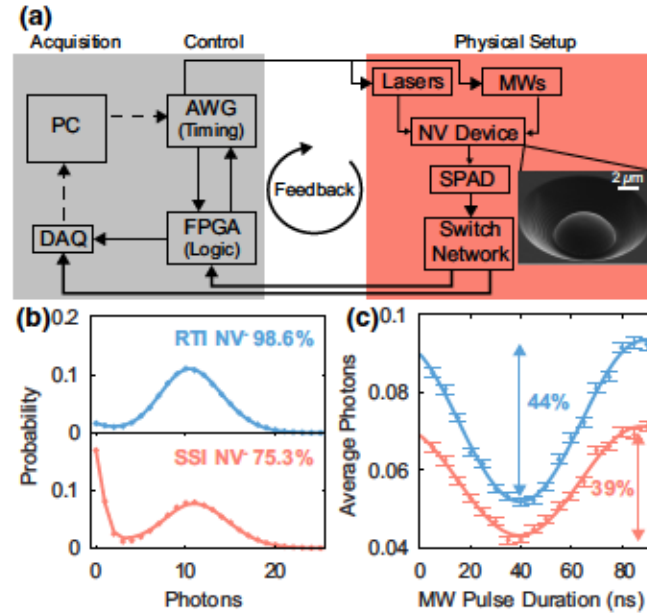 (a)
Acquisition Control Physical Setup
PC
AWG
(Timing)
Lasers
MWs
NV Device
SPAD
2 μm
Feedback
DAQ
FPGA
(Logic)
Switch
Network
(b)
0.2
RTI NV⁻ 98.6%
0.1
0
SSI NV⁻ 75.3%
0.1
0
Probability
0 10 20
Photons
(c)
0.1
0.08
0.06
0.04
Average Photons
44%
39%
0 20 40 60 80
MW Pulse Duration (ns)